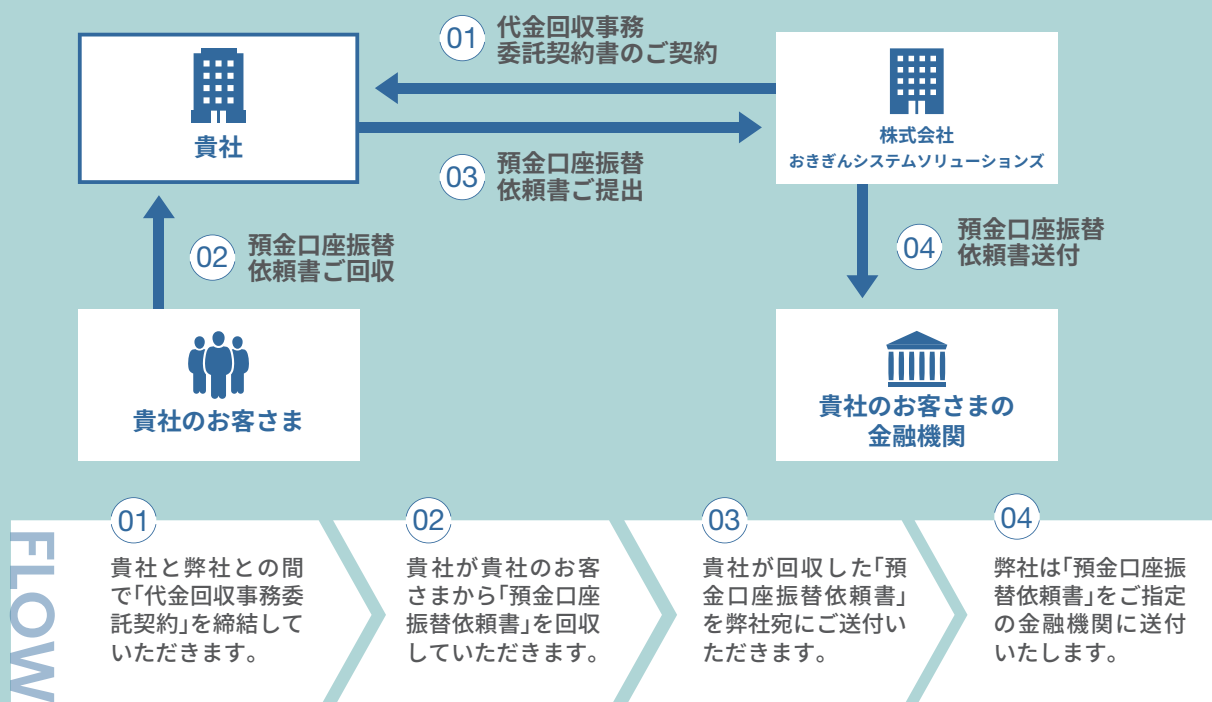 01
代金回収事務
委託契約書のご契約
貴社
株式会社
おきぎんシステムソリューションズ
03
預金口座振替
依頼書ご提出
02
預金口座振替
依頼書ご回収
04
預金口座振替
依頼書送付
貴社のお客さま
貴社のお客さまの
金融機関
FLOW
01
貴社と弊社との間
で「代金回収事務委
託契約」を締結して
いただきます。
02
貴社が貴社のお客
さまから「預金口座
振替依頼書」を回収
していただきます。
03
貴社が回収した「預
金口座振替依頼書」
を弊社宛にご送付い
ただきます。
04
弊社は「預金口座振
替依頼書」をご指定
の金融機関に送付
いたします。